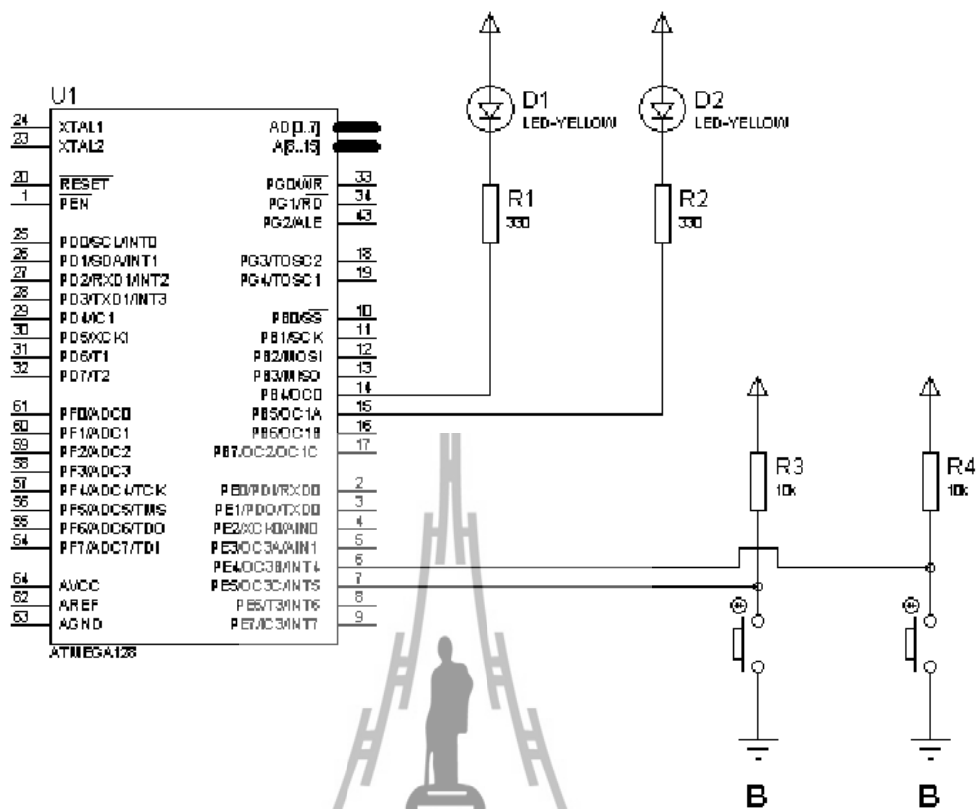 U1
24 XTAL1
23 XTAL2
20 RESET
1 PEN
25 PD0/SCL/INT0
26 PD1/SDA/INT1
27 PD2/RXD1/INT2
28 PD3/TXD1/INT3
29 PD4/IC1
30 PD5/XCK1
31 PD6/T1
32 PD7/T2
61 PF0/ADC0
60 PF1/ADC1
59 PF2/ADC2
58 PF3/ADC3
57 PF4/ADC4/TCK
56 PF5/ADC5/TMS
55 PF6/ADC6/TDO
54 PF7/ADC7/TDI
64 AVCC
62 AREF
63 AGND
AD[0..7]
A[8..15]
PG0/WR 33
PG1/RD 34
PG2/ALE 43
PG3/TOSC2 18
PG4/TOSC1 19
PB0/SS 10
PB1/SCK 11
PB2/MOSI 12
PB3/MISO 13
PB4/OC0 14
PB5/OC1A 15
PB6/OC1B 16
PB7/OC2/OC1C 17
PE0/PDI/RXD0 2
PE1/PDO/TXD0 3
PE2/XCK0/AIN0 4
PE3/OC3A/AIN1 5
PE4/OC3B/INT4 6
PE5/OC3C/INT5 7
PE6/T3/INT6 8
PE7/IC3/INT7 9
ATMEGA128
D1
LED-YELLOW
D2
LED-YELLOW
R1
330
R2
330
R3
10k
R4
10k
B
B